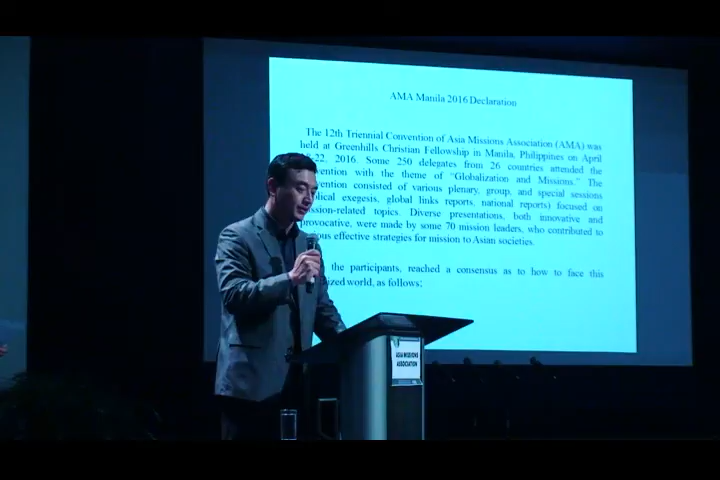 AMA Manila 2016 Declaration
The 12th Triennial Convention of Asia Missions Association (AMA) was
held at Greenhills Christian Fellowship in Manila, Philippines on April
22, 2016. Some 250 delegates from 26 countries attended the
with the theme of “Globalization and Missions.” The
consisted of various plenary, group, and special sessions
exegesis, global links reports, national reports) focused on
topics. Diverse presentations, both innovative and
provocative, were made by some 70 mission leaders, who contributed to
effective strategies for mission to Asian societies.
the participants, reached a consensus as to how to face this
world, as follows:
ASIA MISSIONS
ASSOCIATION